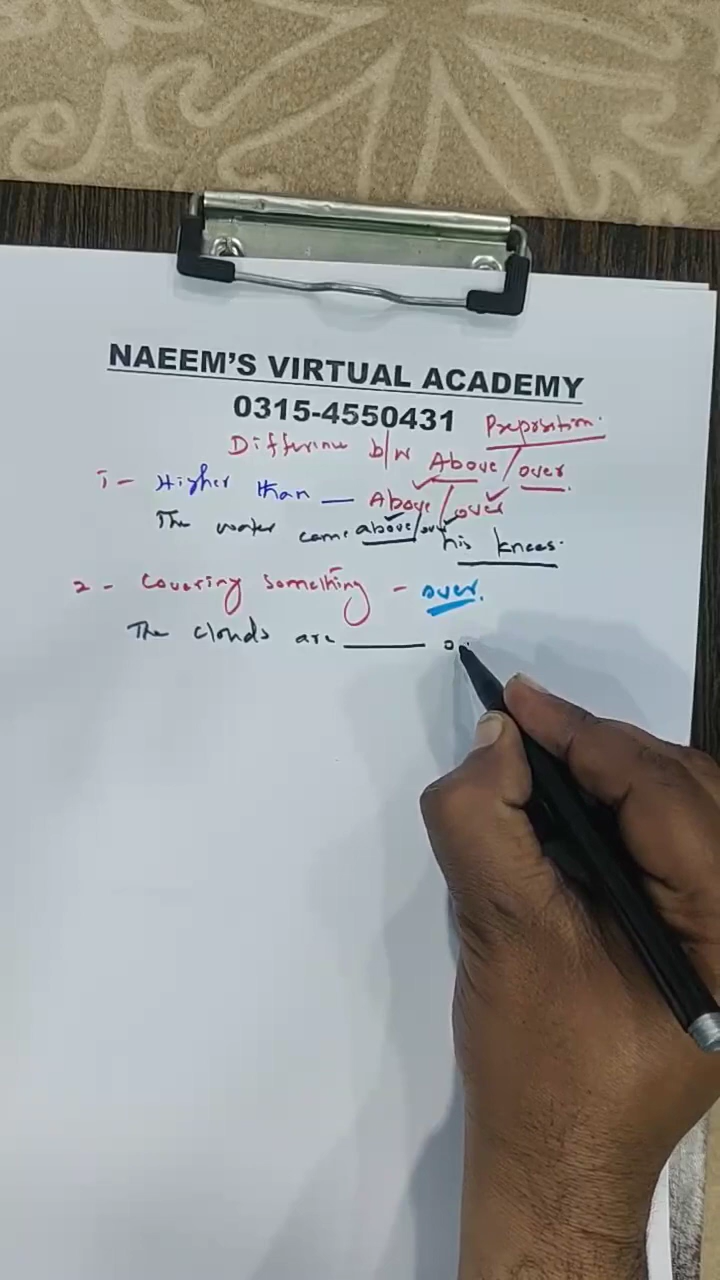 NAEEM'S VIRTUAL ACADEMY
0315-4550431
Preposition.
Difference b/w Above/over.
1- Higher than — Above/over
The water came above/over his knees.
2- Covering something - over.
The clouds are ____ o